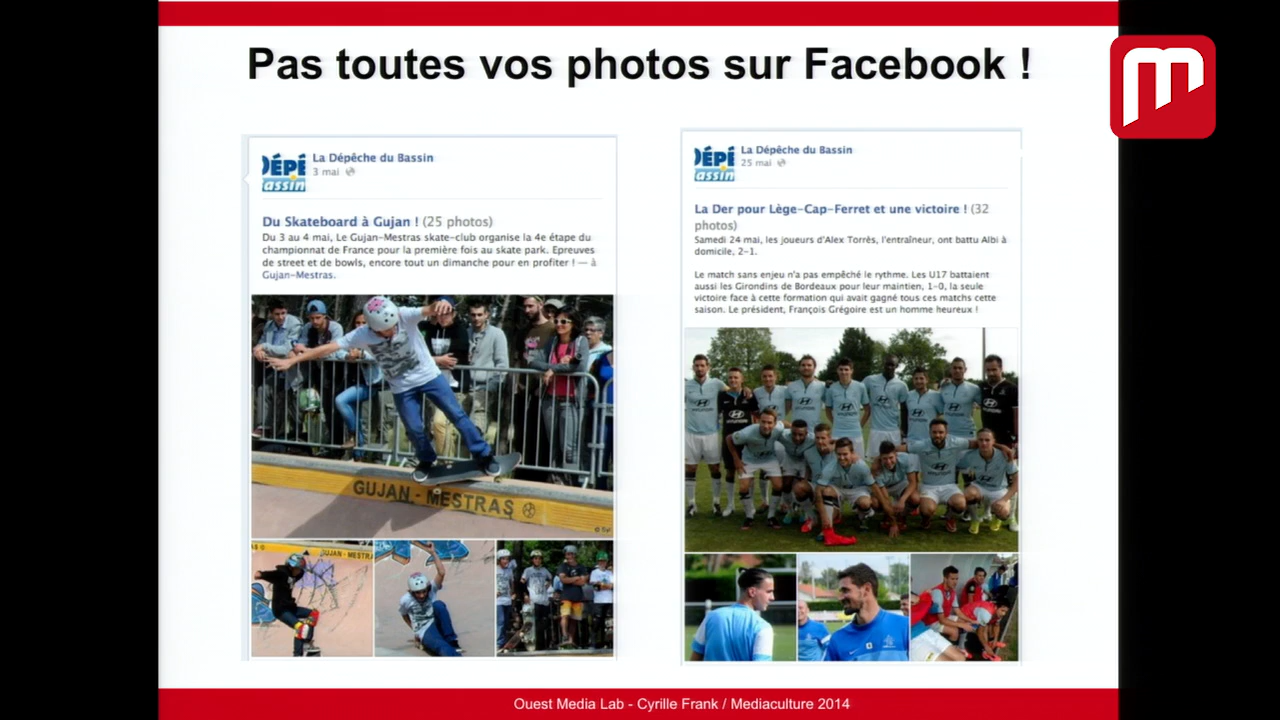 Pas toutes vos photos sur Facebook !
DÉPÊ
assin
La Dépêche du Bassin
3 mai
Du Skateboard à Gujan ! (25 photos)
Du 3 au 4 mai, Le Gujan-Mestras skate-club organise la 4e étape du
championnat de France pour la première fois au skate park. Epreuves
de street et de bowls, encore tout un dimanche pour en profiter ! — à
Gujan-Mestras.
GUJAN - MESTRAS
GUJAN - MESTRA
DÉPÊ
assin
La Dépêche du Bassin
25 mai
La Der pour Lège-Cap-Ferret et une victoire ! (32
photos)
Samedi 24 mai, les joueurs d'Alex Torrès, l'entraîneur, ont battu Albi à
domicile, 2-1.
Le match sans enjeu n'a pas empêché le rythme. Les U17 battaient
aussi les Girondins de Bordeaux pour leur maintien, 1-0, la seule
victoire face à cette formation qui avait gagné tous ces matchs cette
saison. Le président, François Grégoire est un homme heureux !
HYUNDAI
Ouest Media Lab - Cyrille Frank / Mediaculture 2014
m